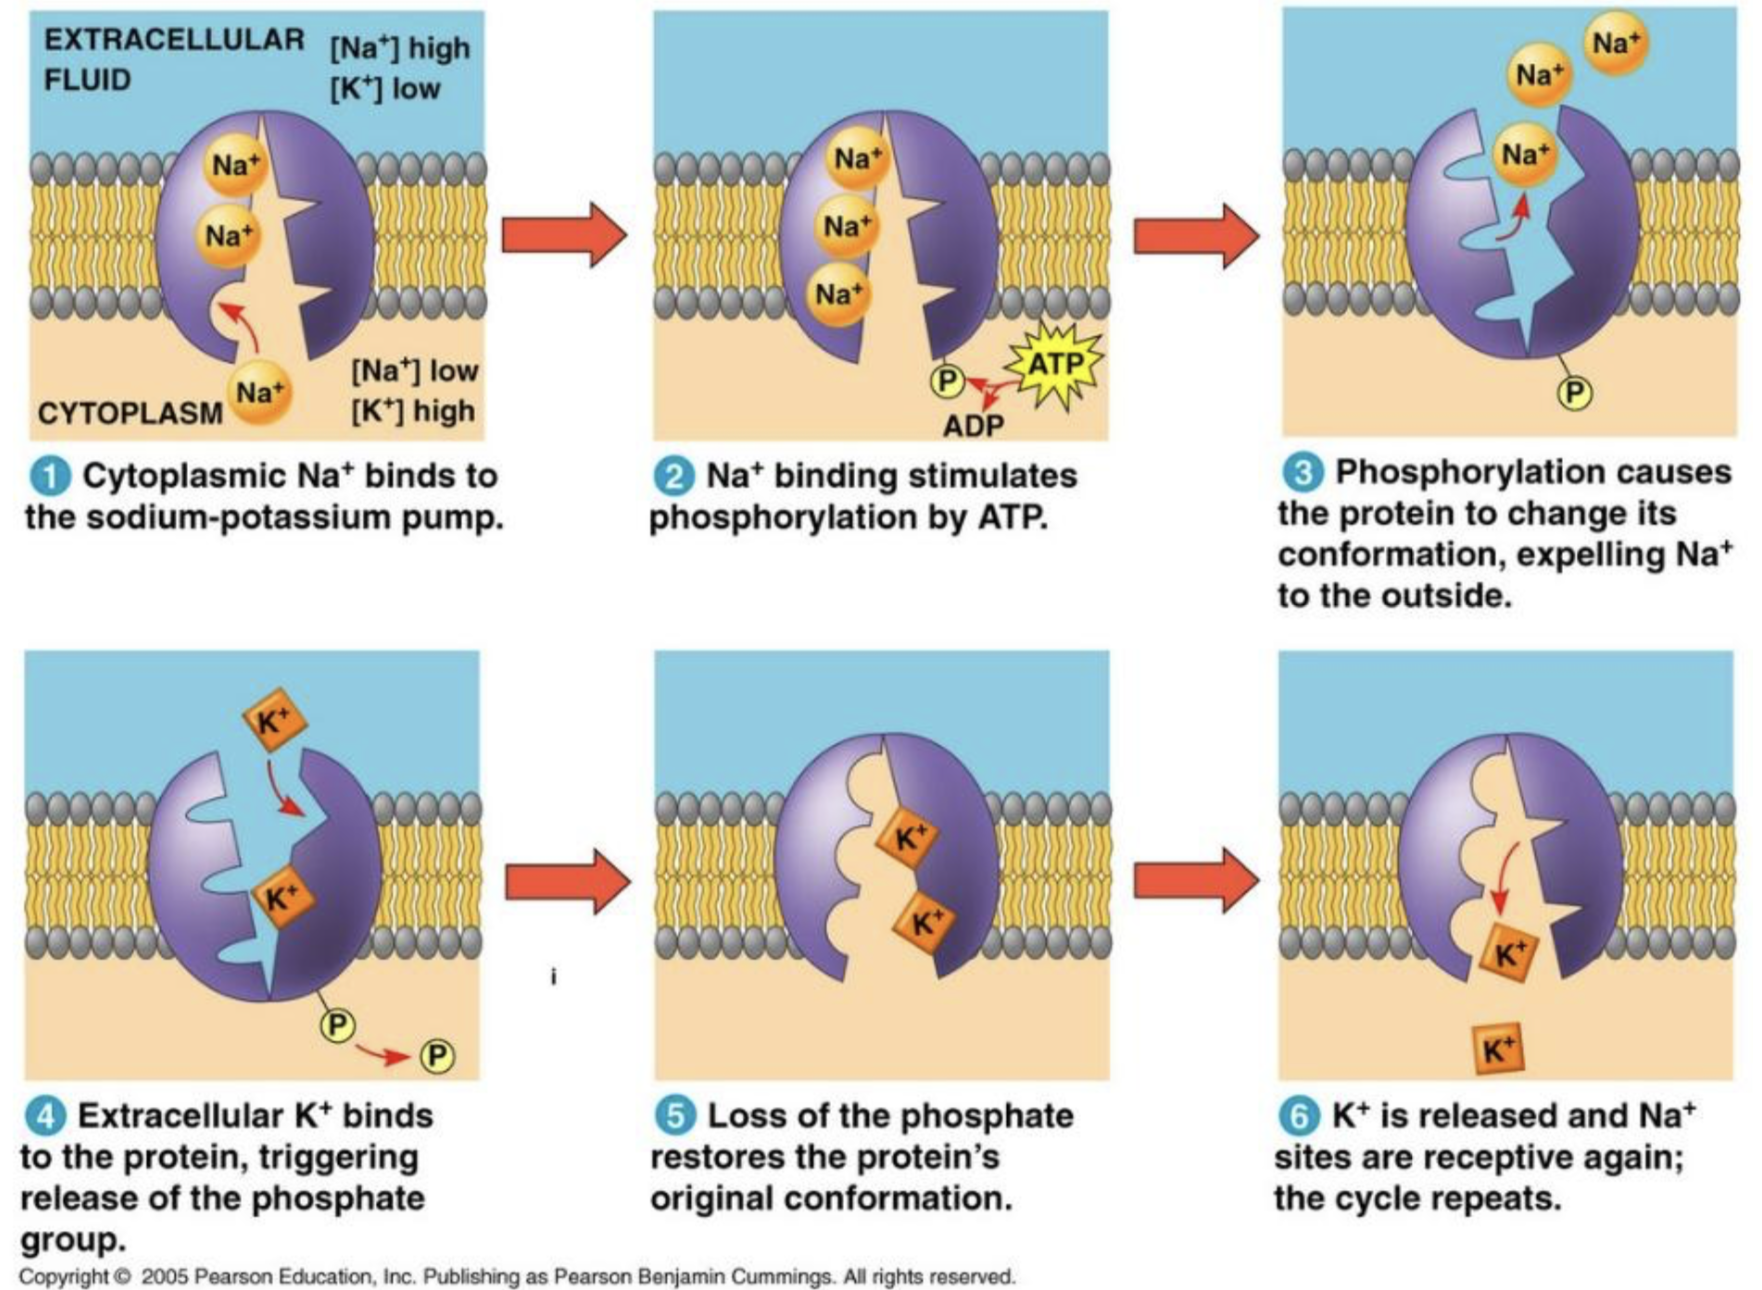 EXTRACELLULAR
FLUID
[Na⁺] high
[K⁺] low
Na⁺
Na⁺
Na⁺
CYTOPLASM
[Na⁺] low
[K⁺] high
1 Cytoplasmic Na⁺ binds to
the sodium-potassium pump.
Na⁺
Na⁺
Na⁺
P
ATP
ADP
2 Na⁺ binding stimulates
phosphorylation by ATP.
Na⁺
Na⁺
Na⁺
P
3 Phosphorylation causes
the protein to change its
conformation, expelling Na⁺
to the outside.
K⁺
K⁺
P
P
4 Extracellular K⁺ binds
to the protein, triggering
release of the phosphate
group.
i
K⁺
K⁺
5 Loss of the phosphate
restores the protein's
original conformation.
K⁺
K⁺
6 K⁺ is released and Na⁺
sites are receptive again;
the cycle repeats.
Copyright © 2005 Pearson Education, Inc. Publishing as Pearson Benjamin Cummings. All rights reserved.